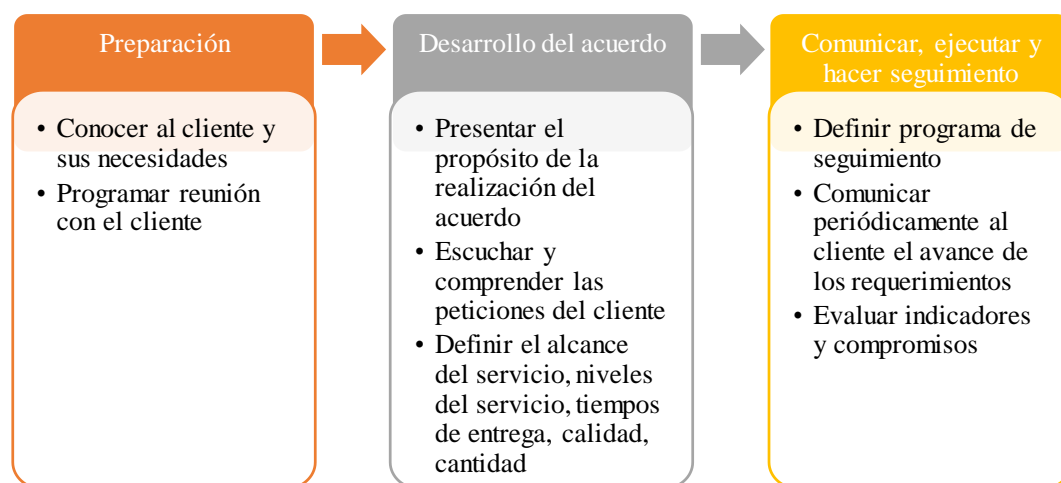 Preparación
• Conocer al cliente y
sus necesidades
• Programar reunión
con el cliente
Desarrollo del acuerdo
• Presentar el
propósito de la
realización del
acuerdo
• Escuchar y
comprender las
peticiones del cliente
• Definir el alcance
del servicio, niveles
del servicio, tiempos
de entrega, calidad,
cantidad
Comunicar, ejecutar y
hacer seguimiento
• Definir programa de
seguimiento
• Comunicar
periódicamente al
cliente el avance de
los requerimientos
• Evaluar indicadores
y compromisos